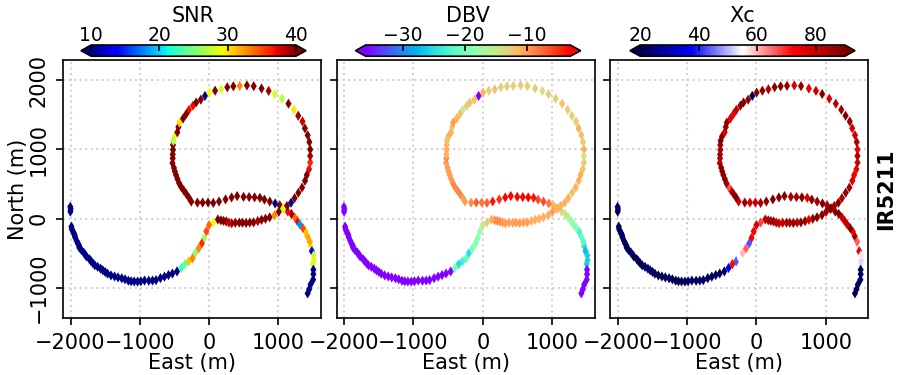 SNR DBV Xc
10 20 30 40 −30 −20 −10 20 40 60 80
2000
1000
0
−1000
North (m)
−2000 −1000 0 1000 −2000 −1000 0 1000 −2000 −1000 0 1000
East (m) East (m) East (m)
IR5211